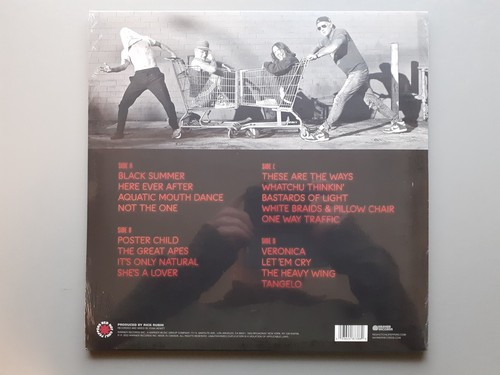 SIDE A
BLACK SUMMER
HERE EVER AFTER
AQUATIC MOUTH DANCE
NOT THE ONE
SIDE B
POSTER CHILD
THE GREAT APES
IT'S ONLY NATURAL
SHE'S A LOVER
SIDE C
THESE ARE THE WAYS
WHATCHU THINKIN'
BASTARDS OF LIGHT
WHITE BRAIDS & PILLOW CHAIR
ONE WAY TRAFFIC
SIDE D
VERONICA
LET 'EM CRY
THE HEAVY WING
TANGELO
PRODUCED BY RICK RUBIN